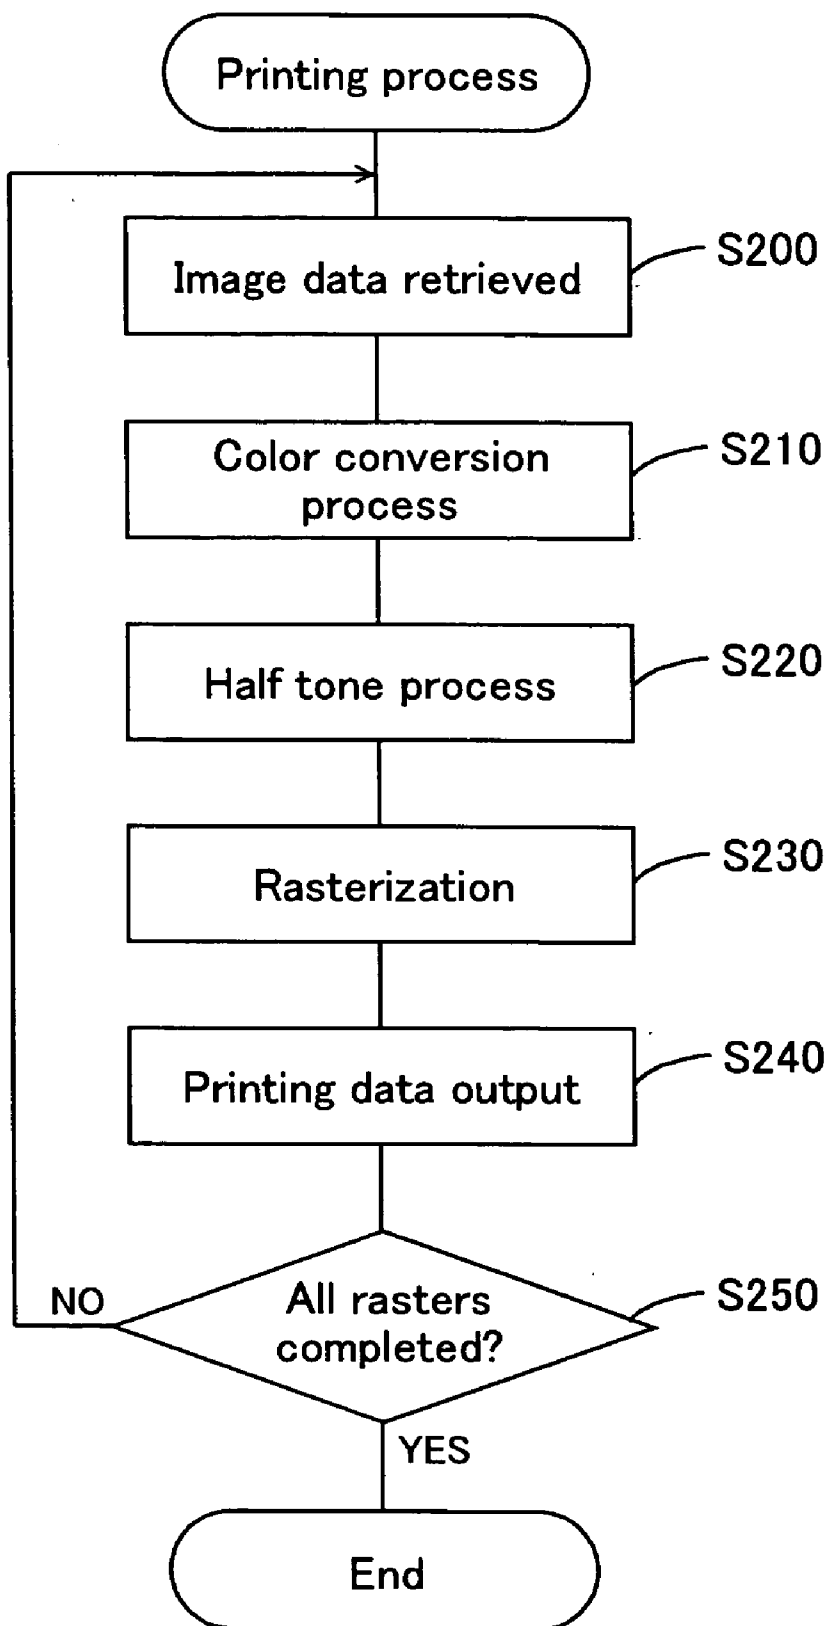 Printing process
Image data retrieved
S200
Color conversion
process
S210
Half tone process
S220
Rasterization
S230
Printing data output
S240
All rasters
completed?
S250
NO
YES
End